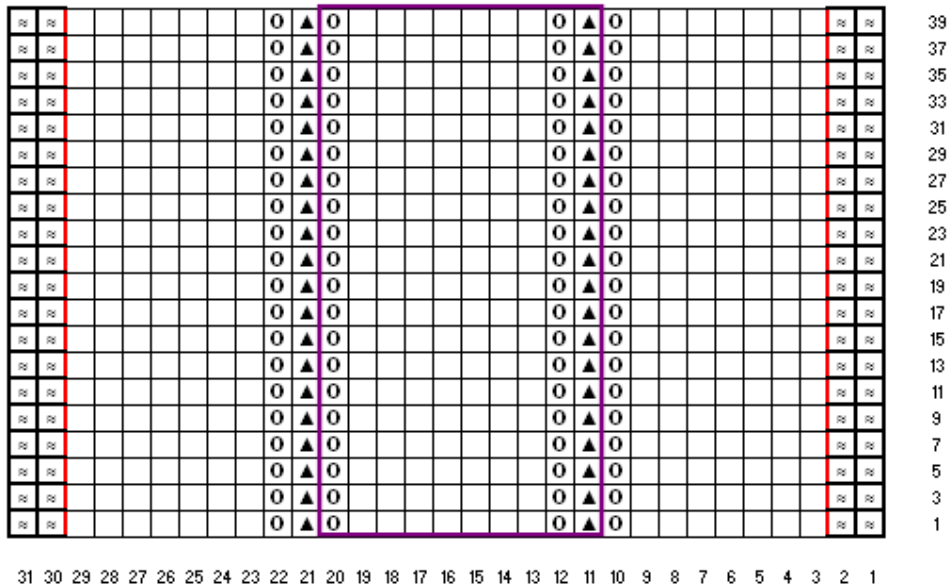 ≈ ≈ O ▲ O O ▲ O ≈ ≈ 39
≈ ≈ O ▲ O O ▲ O ≈ ≈ 37
≈ ≈ O ▲ O O ▲ O ≈ ≈ 35
≈ ≈ O ▲ O O ▲ O ≈ ≈ 33
≈ ≈ O ▲ O O ▲ O ≈ ≈ 31
≈ ≈ O ▲ O O ▲ O ≈ ≈ 29
≈ ≈ O ▲ O O ▲ O ≈ ≈ 27
≈ ≈ O ▲ O O ▲ O ≈ ≈ 25
≈ ≈ O ▲ O O ▲ O ≈ ≈ 23
≈ ≈ O ▲ O O ▲ O ≈ ≈ 21
≈ ≈ O ▲ O O ▲ O ≈ ≈ 19
≈ ≈ O ▲ O O ▲ O ≈ ≈ 17
≈ ≈ O ▲ O O ▲ O ≈ ≈ 15
≈ ≈ O ▲ O O ▲ O ≈ ≈ 13
≈ ≈ O ▲ O O ▲ O ≈ ≈ 11
≈ ≈ O ▲ O O ▲ O ≈ ≈ 9
≈ ≈ O ▲ O O ▲ O ≈ ≈ 7
≈ ≈ O ▲ O O ▲ O ≈ ≈ 5
≈ ≈ O ▲ O O ▲ O ≈ ≈ 3
≈ ≈ O ▲ O O ▲ O ≈ ≈ 1
31 30 29 28 27 26 25 24 23 22 21 20 19 18 17 16 15 14 13 12 11 10 9 8 7 6 5 4 3 2 1